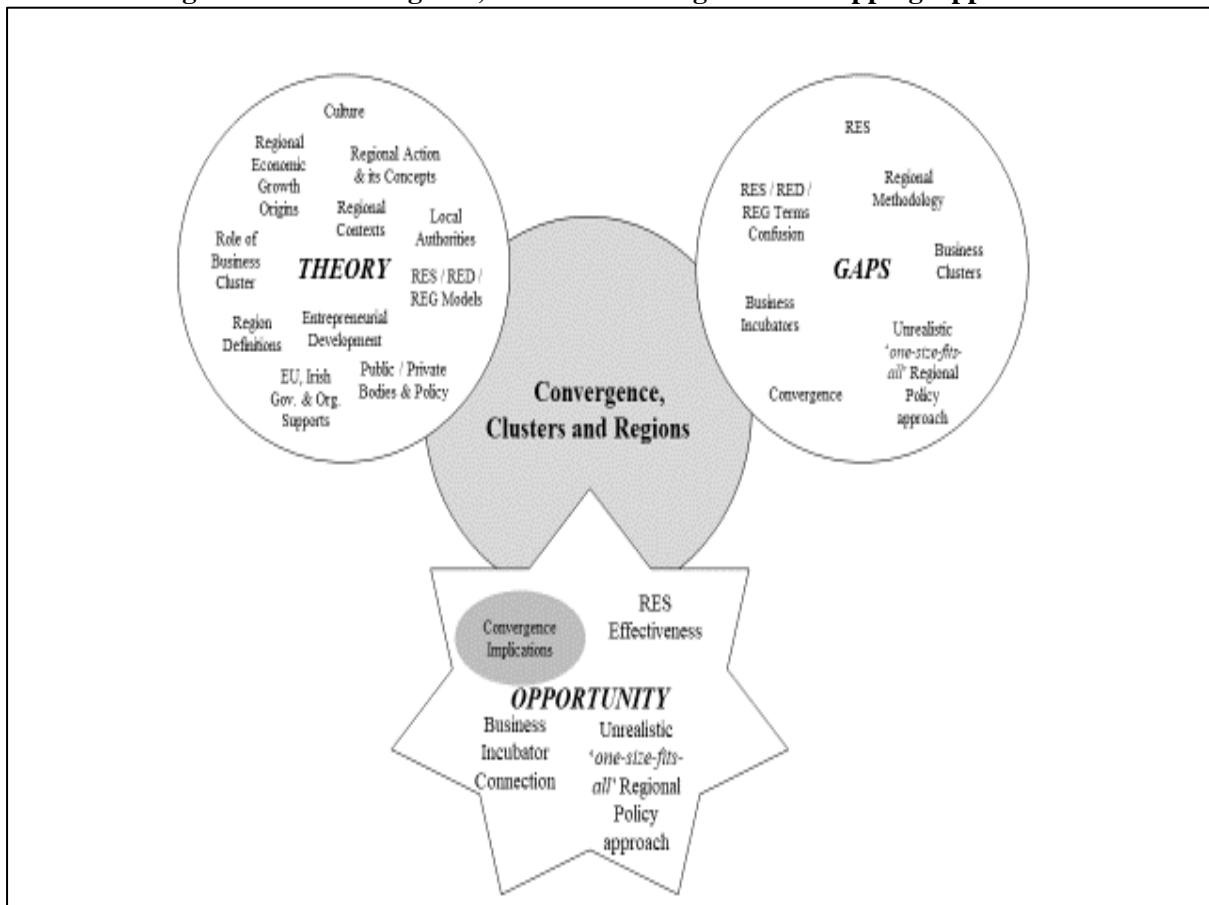 Culture
Regional
Economic
Growth
Origins
Regional Action
& its Concepts
Regional
Contexts
Local
Authorities
Role of
Business
Cluster
THEORY
RES / RED /
REG Models
Region
Definitions
Entrepreneurial
Development
EU, Irish
Gov. & Org.
Supports
Public / Private
Bodies & Policy
RES
RES / RED /
REG Terms
Confusion
Regional
Methodology
GAPS
Business
Clusters
Business
Incubators
Unrealistic
‘one-size-fits-
all’ Regional
Policy
approach
Convergence
Convergence,
Clusters and Regions
Convergence
Implications
RES
Effectiveness
OPPORTUNITY
Business
Incubator
Connection
Unrealistic
‘one-size-fits-
all’ Regional
Policy
approach